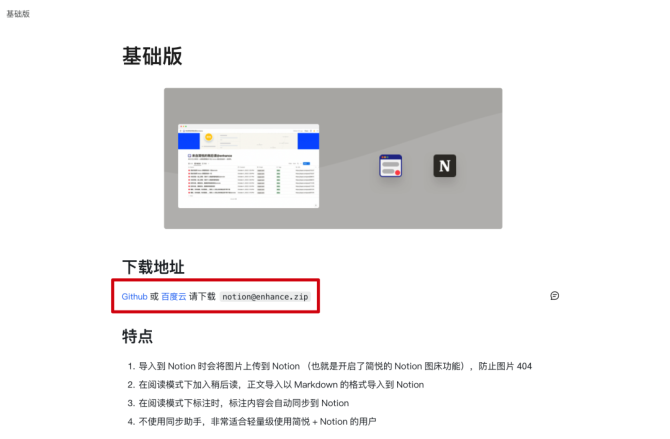 基础版
基础版
N
下载地址
Github 或 百度云 请下载 notion@enhance.zip
特点
1. 导入到 Notion 时会将图片上传到 Notion （也就是开启了简悦的 Notion 图床功能），防止图片 404
2. 在阅读模式下加入稍后读，正文导入以 Markdown 的格式导入到 Notion
3. 在阅读模式下标注时，标注内容会自动同步到 Notion
4. 不使用同步助手，非常适合轻量级使用简悦 + Notion 的用户